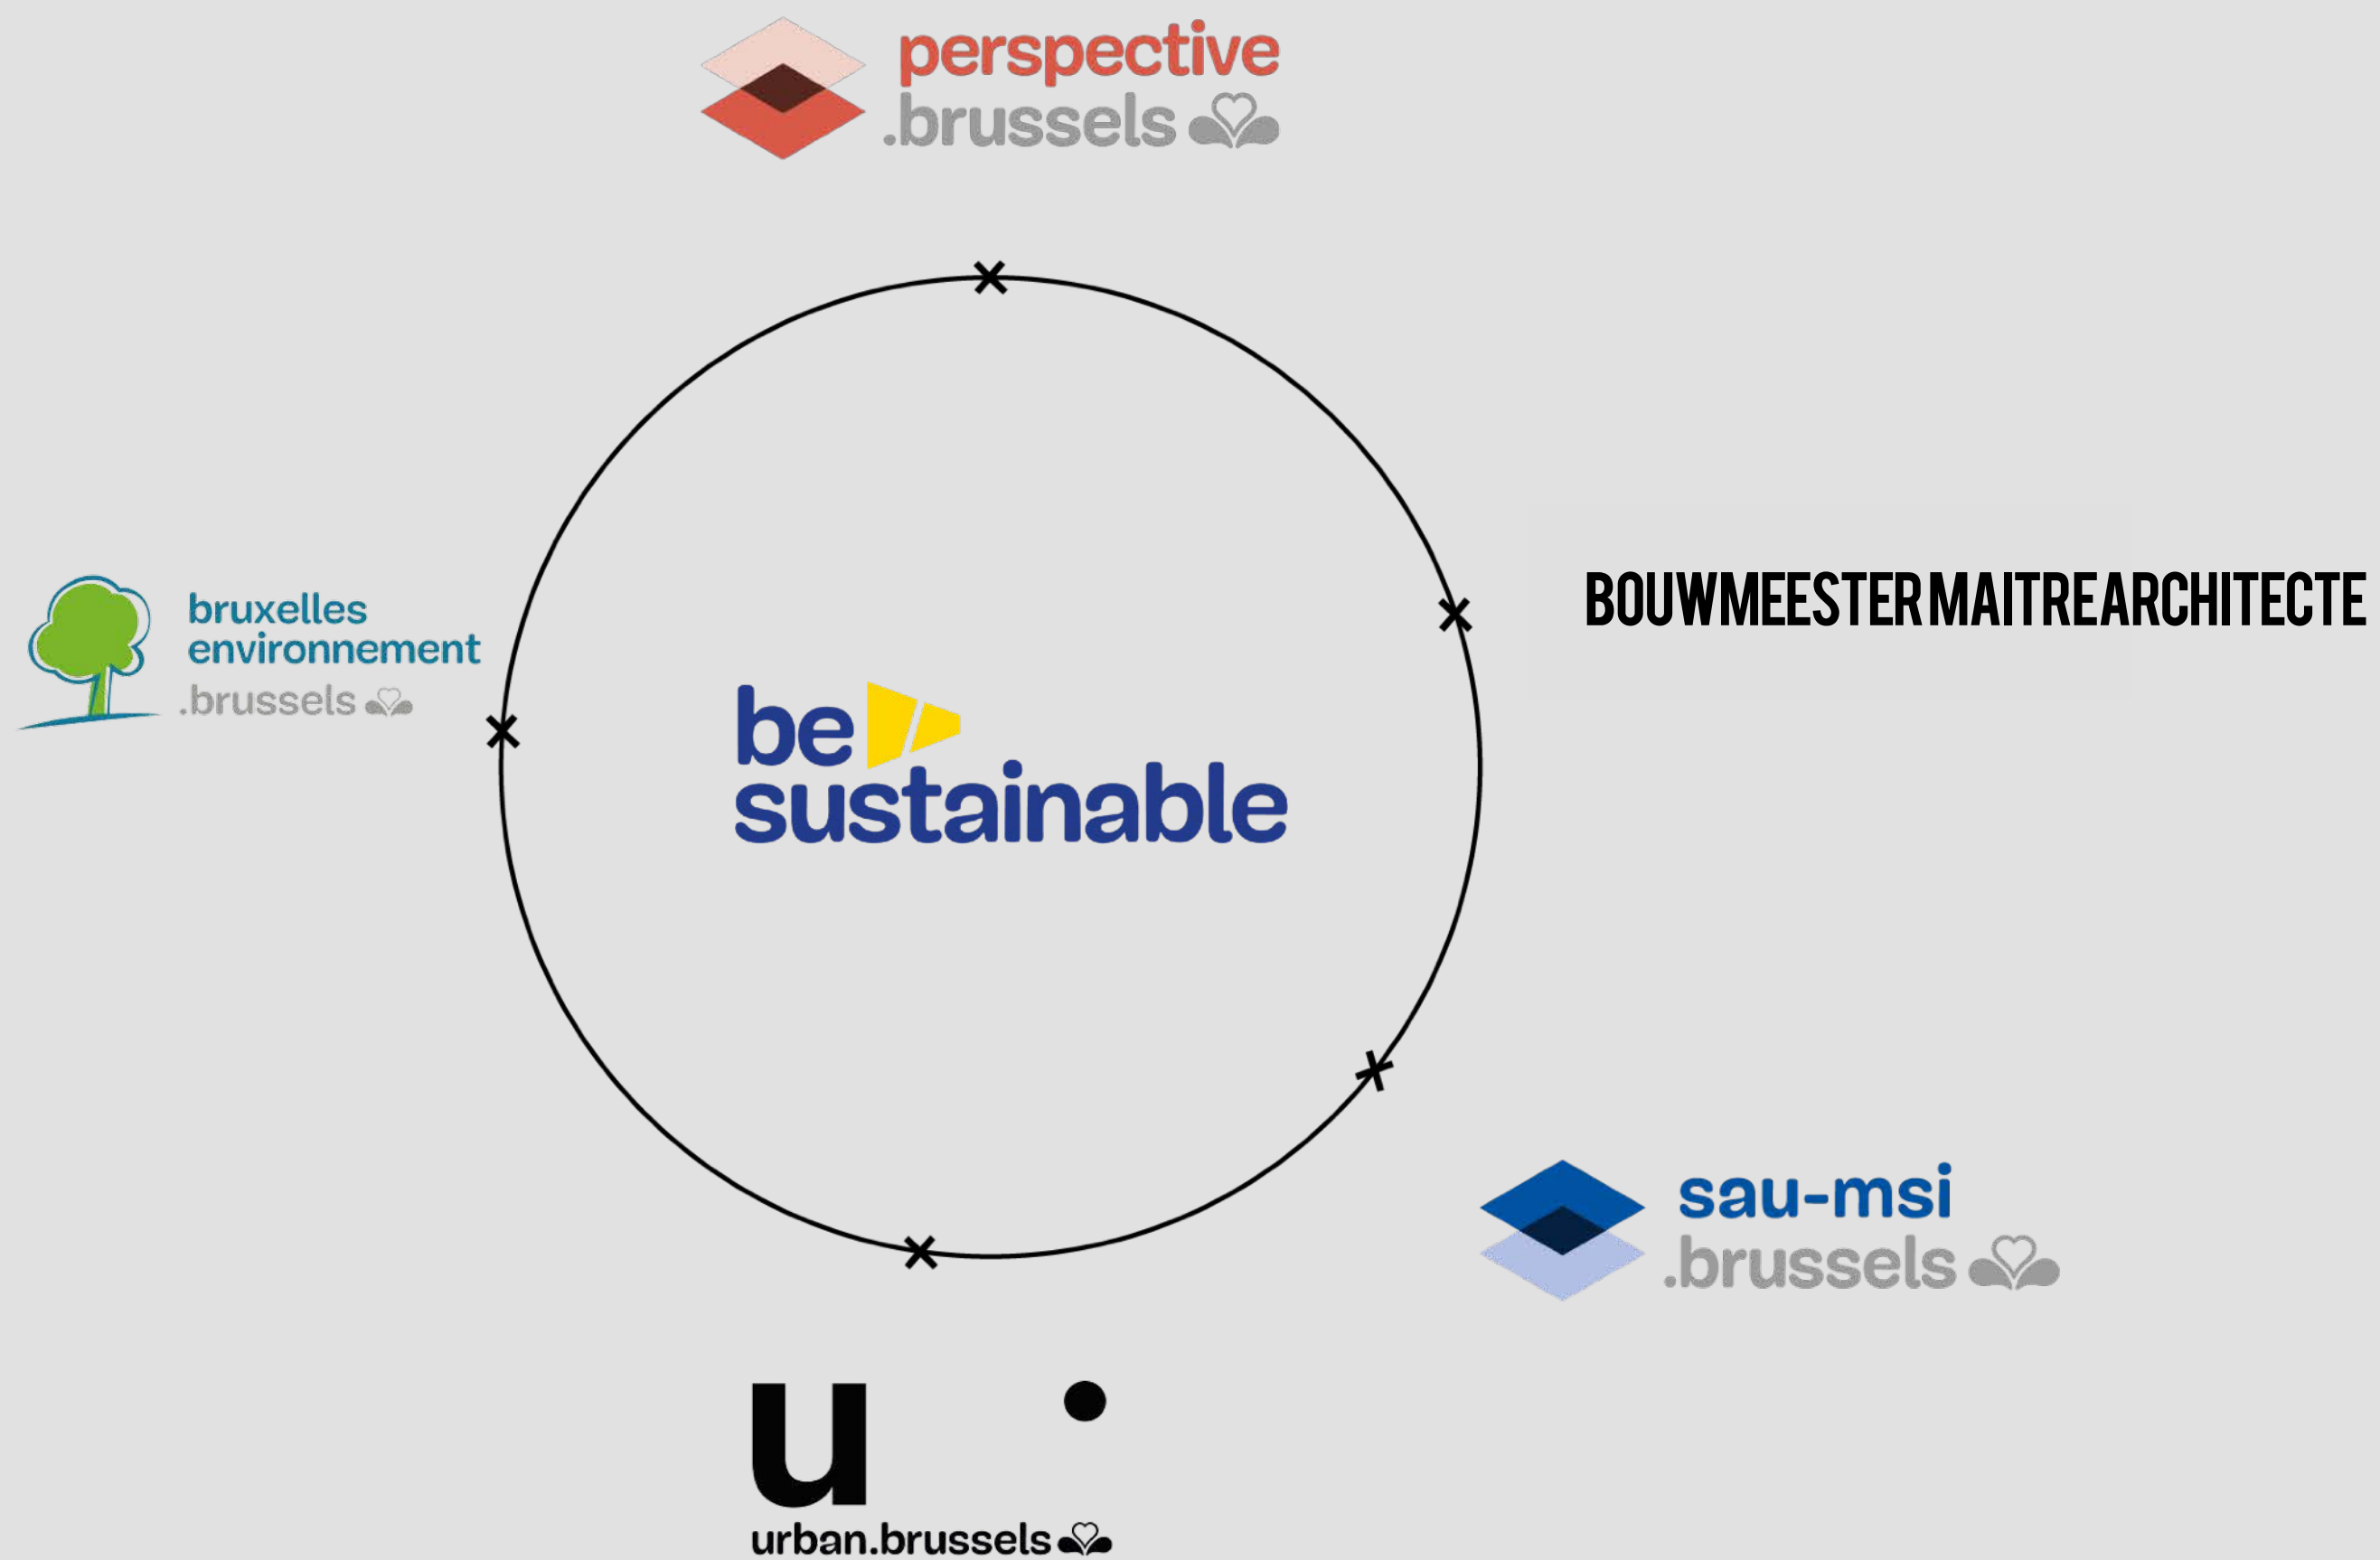 perspective
.brussels
BOUWMEESTER MAITRE ARCHITECTE
bruxelles
environnement
.brussels
be
sustainable
sau-msi
.brussels
u
urban.brussels